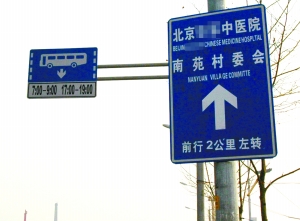 7:00-9:00 17:00-19:00
北京 中医院
BEIJING CHINESE MEDICINE HOSPITAL
南苑村委会
NANYUAN VILLAGE COMMITTE
前行2公里左转